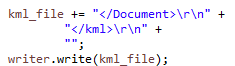 kml_file += "</Document>\r\n" +
"</kml>\r\n" +
"";
writer.write(kml_file);